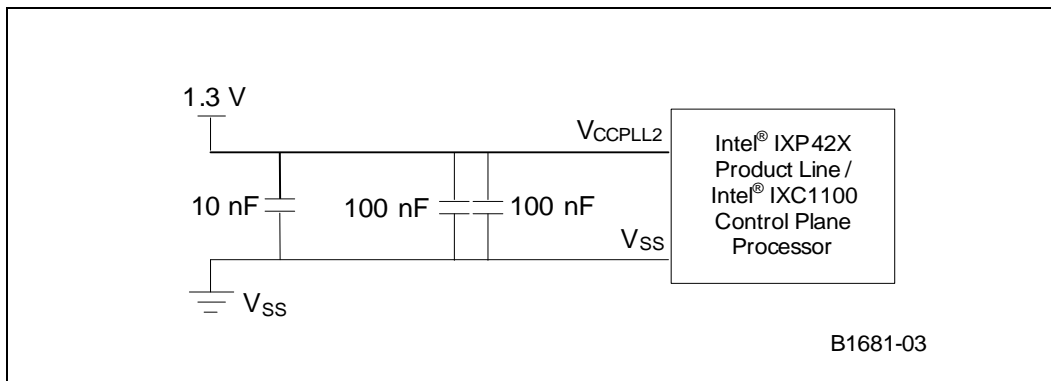 1.3 V
VCCPLL2
10 nF
100 nF
100 nF
VSS
VSS
Intel® IXP42X
Product Line /
Intel® IXC1100
Control Plane
Processor
B1681-03